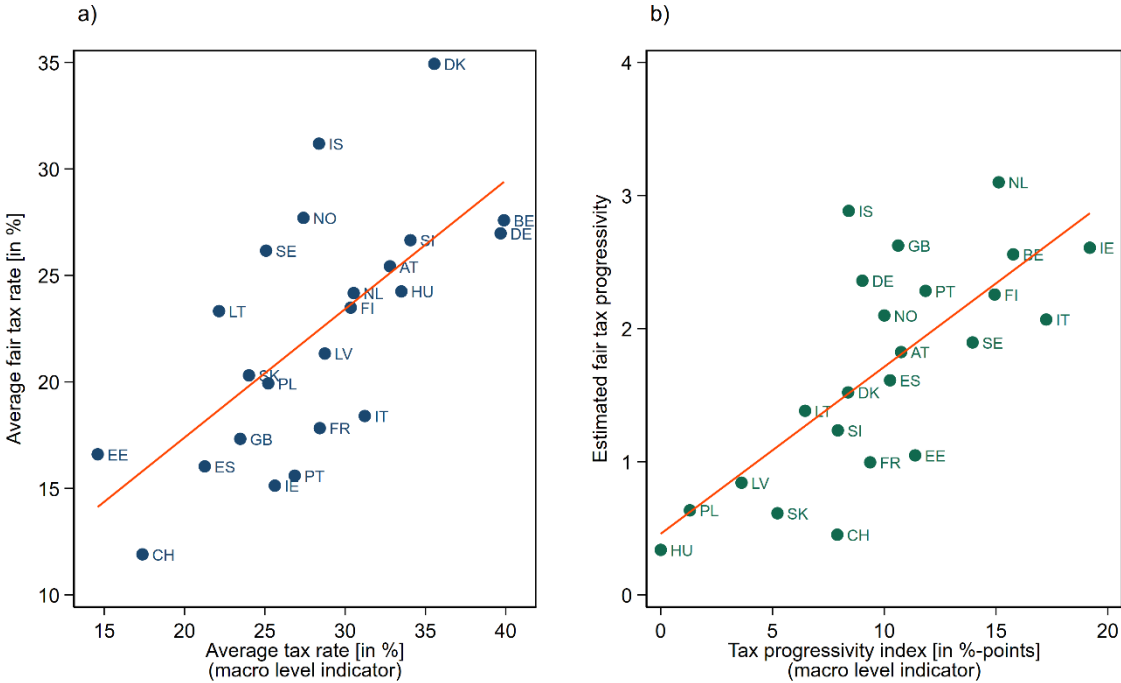 a)
Average fair tax rate [in %]
35
30
25
20
15
10
DK
IS
NO
BE
DE
SI
SE
AT
NL
HU
FI
LT
LV
SK
PL
IT
FR
GB
EE
ES
PT
IE
CH
15 20 25 30 35 40
Average tax rate [in %]
(macro level indicator)
b)
Estimated fair tax progressivity
4
3
2
1
0
NL
IS
GB
IE
BE
DE
PT
FI
NO
IT
SE
AT
ES
DK
LT
SI
EE
FR
LV
PL
SK
CH
HU
0 5 10 15 20
Tax progressivity index [in %-points]
(macro level indicator)